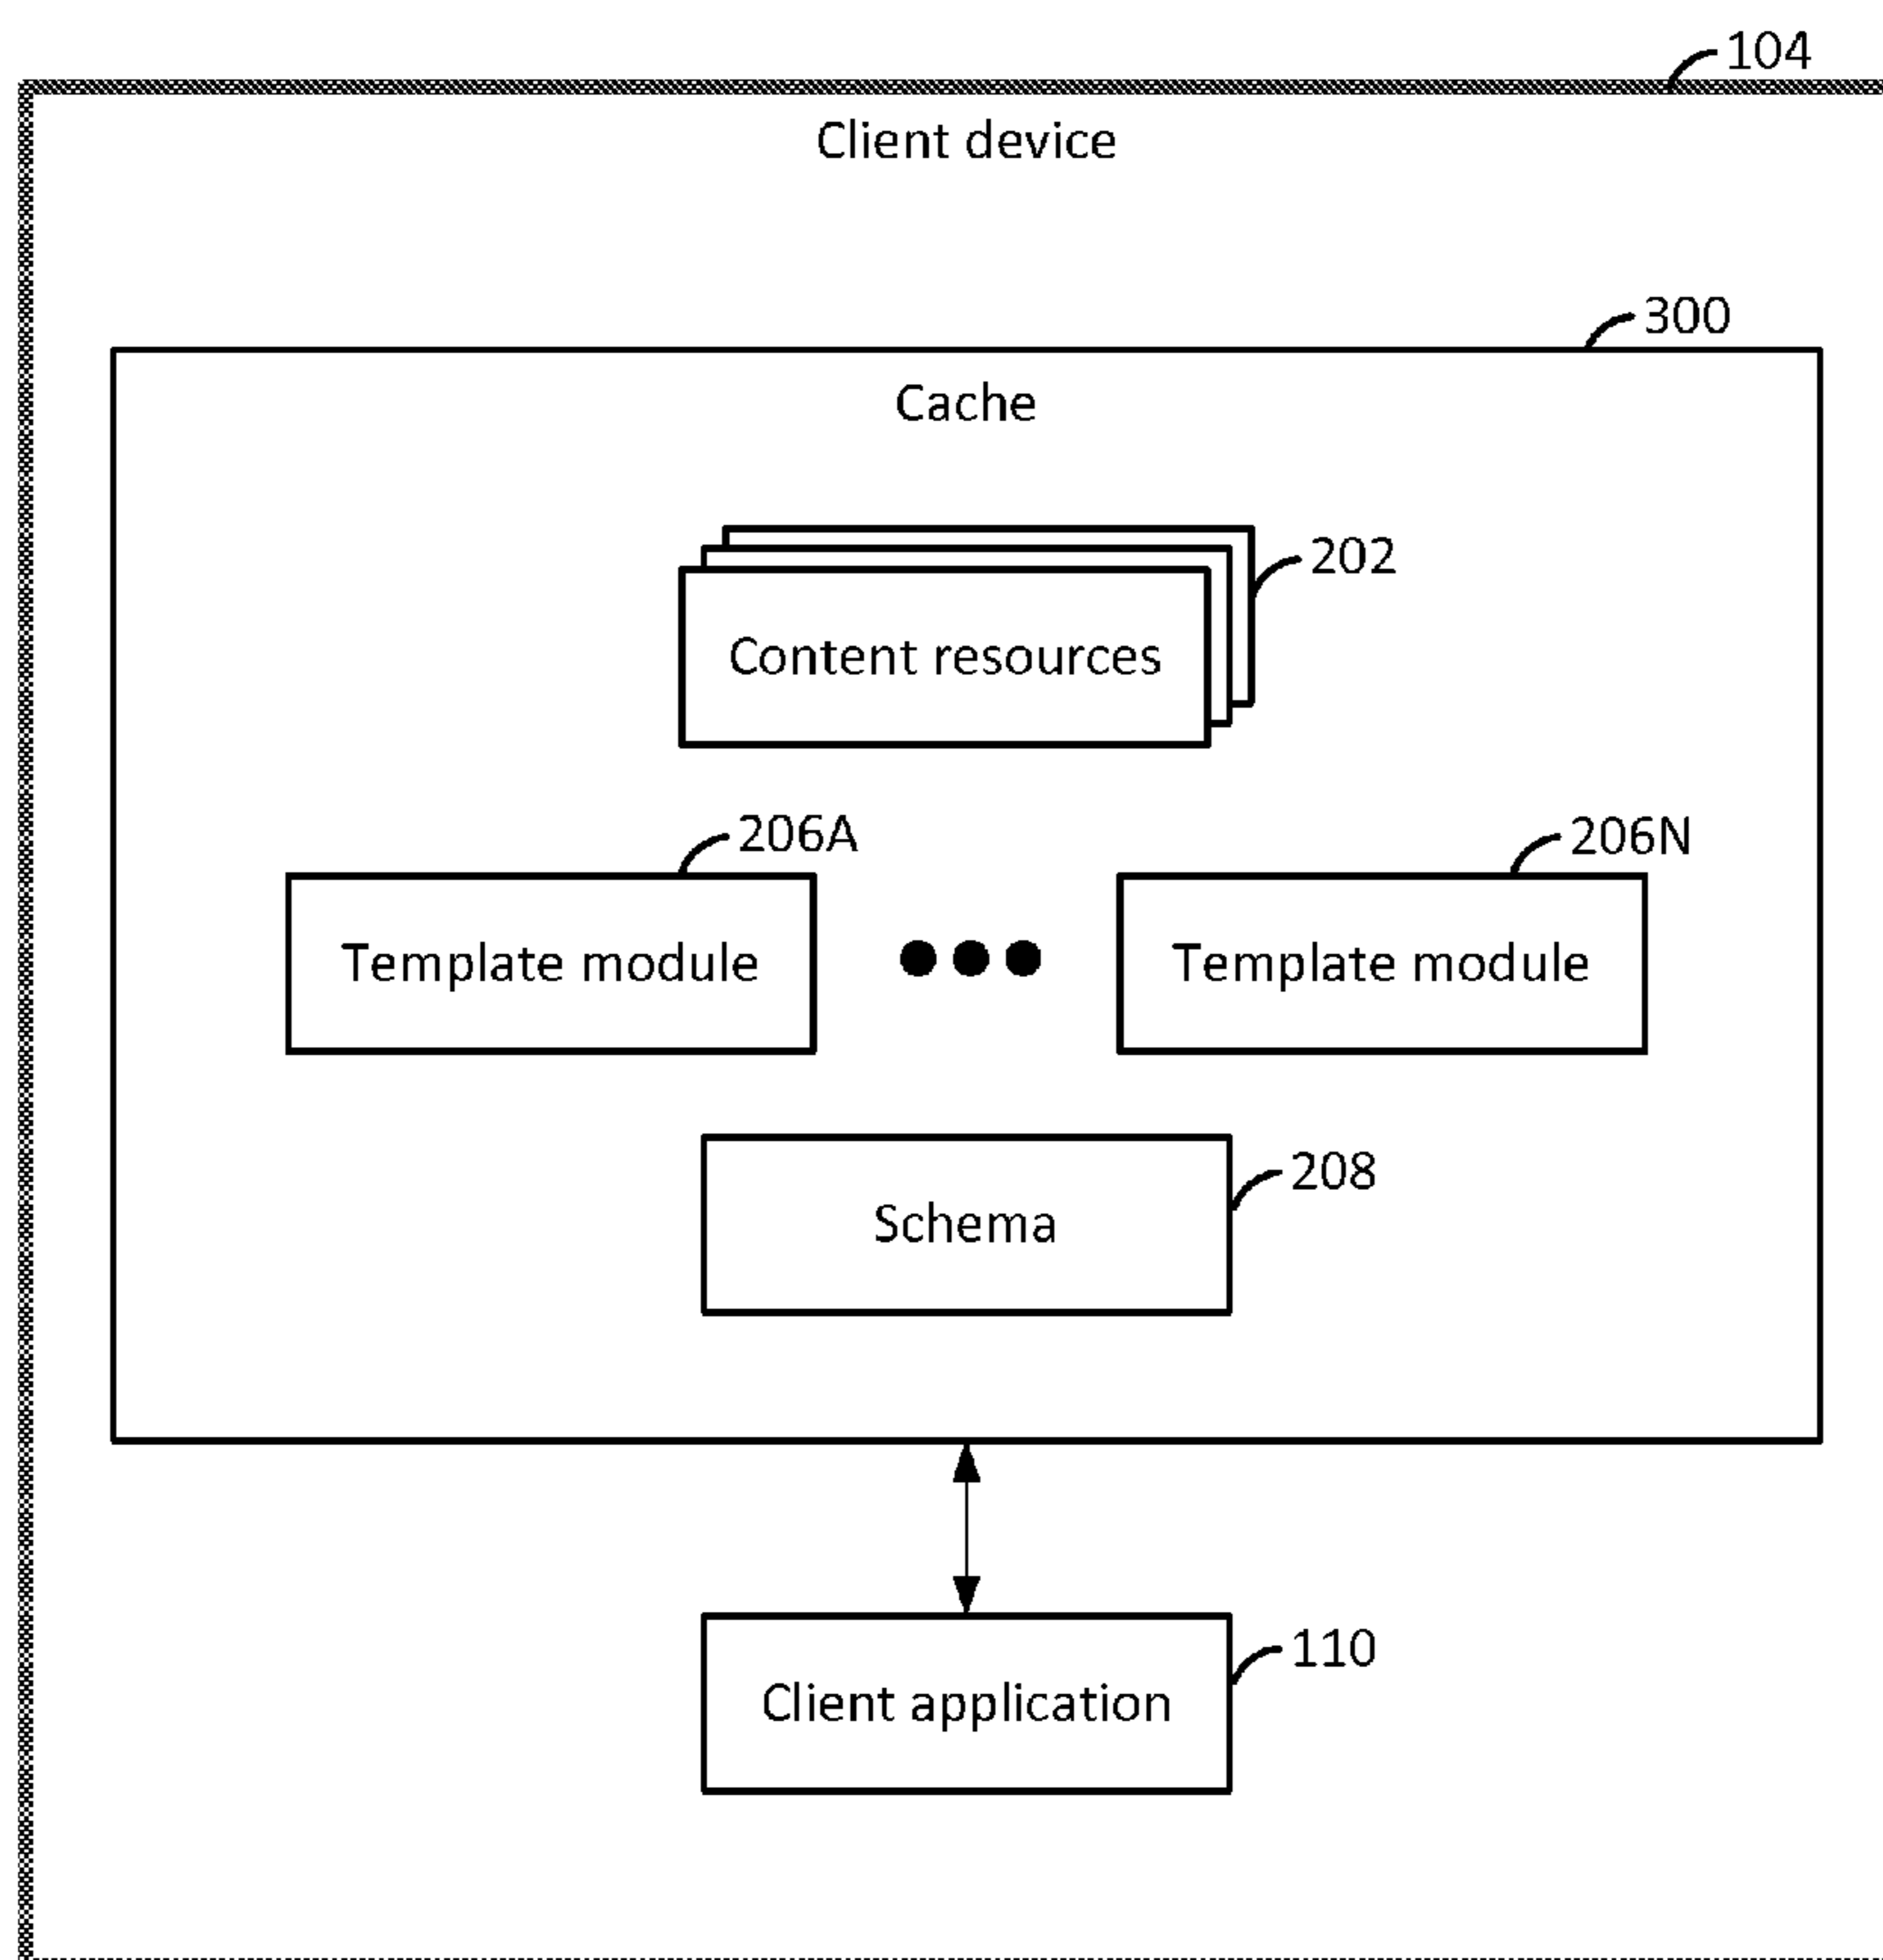 104
Client device
300
Cache
202
Content resources
206A
206N
Template module
Template module
208
Schema
110
Client application